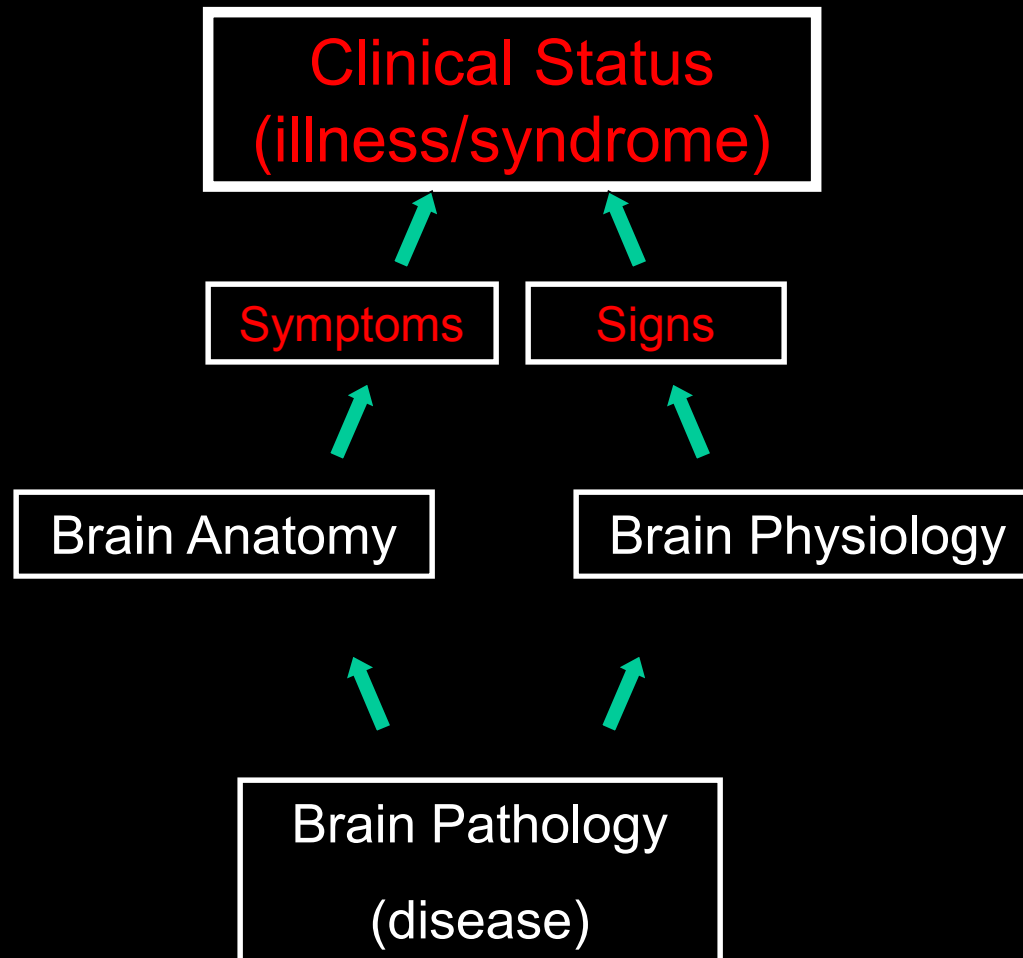 Clinical Status
(illness/syndrome)
Symptoms
Signs
Brain Anatomy
Brain Physiology
Brain Pathology
(disease)